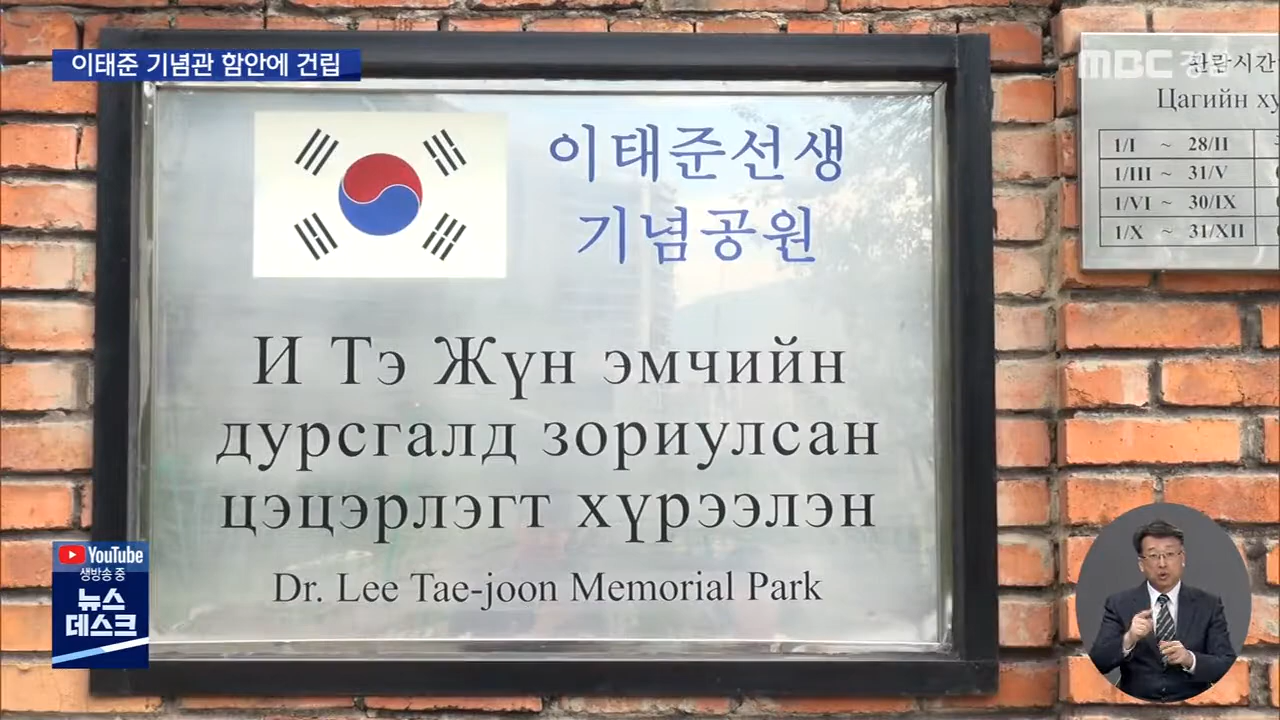 이태준 기념관 함안에 건립
MBC
이태준선생
기념공원
И Тэ Жүн эмчийн
дурсгалд зориулсан
цэцэрлэгт хүрээлэн
Dr. Lee Tae-joon Memorial Park
Цагийн
1/I ~ 28/II
1/III ~ 31/V
1/VI ~ 30/IX
1/X ~ 31/XII
YouTube
생방송 중
뉴스
데스크